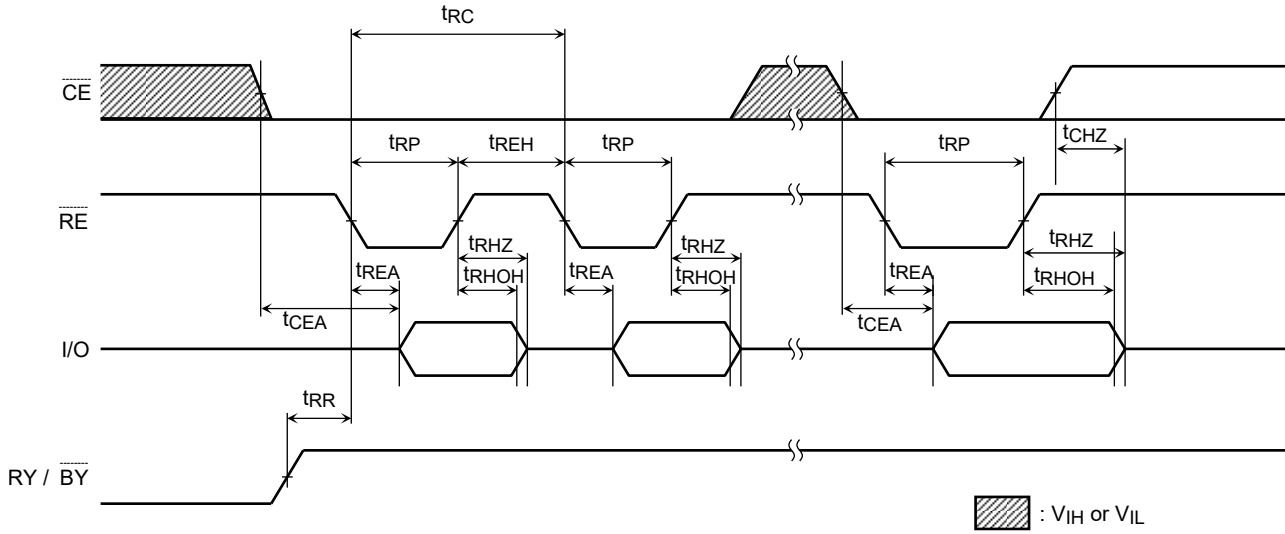 tRC
CE
tRP tREH tRP tRP tCHZ
RE
tRHZ tRHZ tRHZ
tREA tRHOH tREA tRHOH tREA tRHOH
tCEA tCEA
I/O
tRR
RY / BY
: VIH or VIL